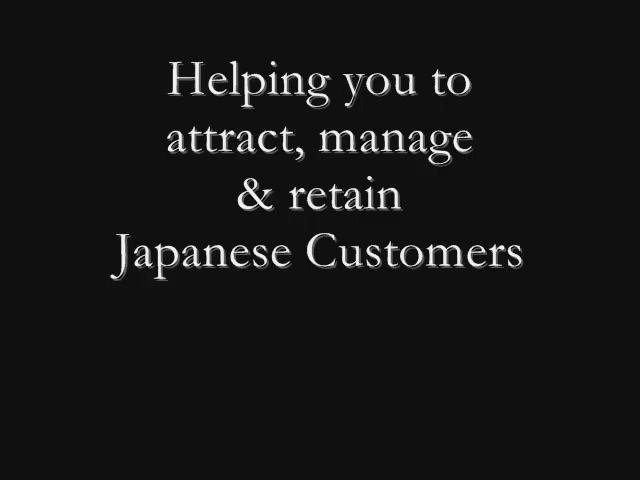 Helping you to
attract, manage
& retain
Japanese Customers